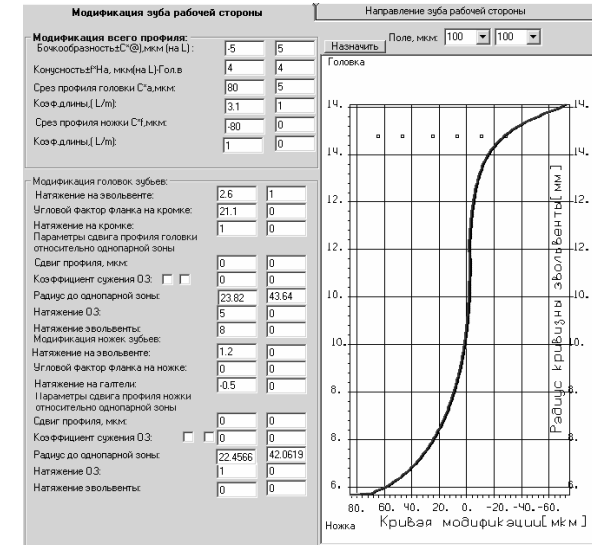 Модификация зуба рабочей стороны
Направление зуба рабочей стороны
Модификация всего профиля:
Бочкообразность±C"@),мкм (на L) : -5 5
Конусность±f"На, мкм(на L)-Гол.в 4 4
Срез профиля головки C"a,мкм: 80 5
Коэф.длины,( L/m): 3.1 1
Срез профиля ножки C"f,мкм: -80 0
Коэф.длины,( L/m): 1 0
Модификация головок зубьев:
Натяжение на эвольвенте: 2.6 1
Угловой фактор фланка на кромке: 21.1 0
Натяжение на кромке: 1 0
Параметры сдвига профиля головки
относительно однопарной зоны
Сдвиг профиля, мкм: 0 0
Коэффициент сужения ОЗ: 0 0
Радиус до однопарной зоны: 23.82 43.64
Натяжение ОЗ: 5 0
Натяжение эвольвенты: 8 0
Модификация ножек зубьев:
Натяжение на эвольвенте: 1.2 0
Угловой фактор фланка на ножке: 0 0
Натяжение на галтели: -0.5 0
Параметры сдвига профиля ножки
относительно однопарной зоны
Сдвиг профиля, мкм: 0 0
Коэффициент сужения ОЗ: 0 0
Радиус до однопарной зоны: 22.4566 42.0619
Натяжение ОЗ: 1 0
Натяжение эвольвенты: 0 0
Назначить Поле, мкм: 100 100
Головка
14. 14.
14. 14.
12. 12.
12. 12.
10. 10.
10. 10.
8. 8.
8. 8.
6. 6.
Радиус кривизны эвольвенты[мм]
80. 60. 40. 20. 0. -20. -40. -60.
Ножка
Кривая модификации[мкм]